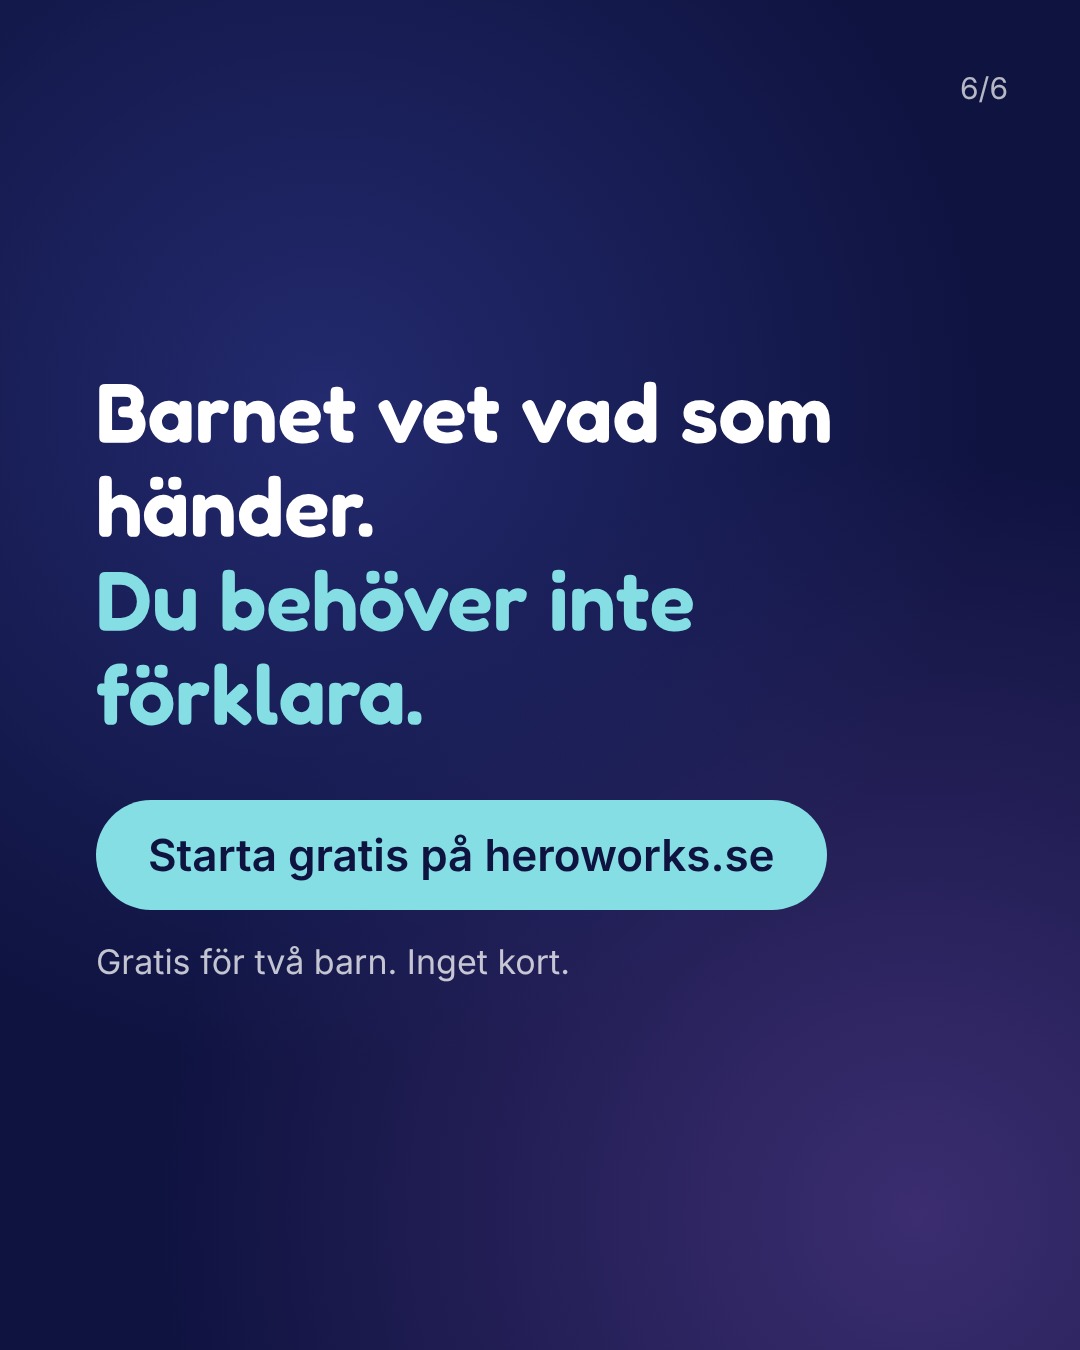 6/6
Barnet vet vad som
händer.
Du behöver inte
förklara.
Starta gratis på heroworks.se
Gratis för två barn. Inget kort.